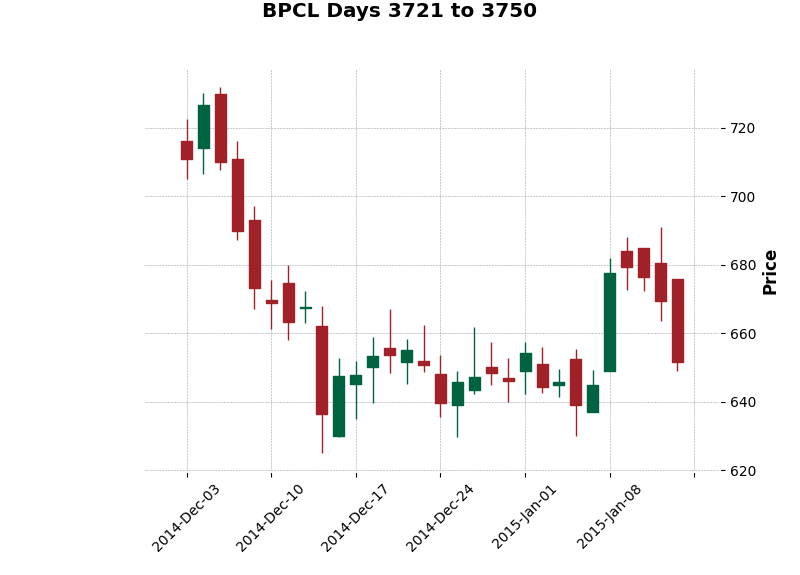 BPCL Days 3721 to 3750
720
700
680
660
640
620
Price
2014-Dec-03
2014-Dec-10
2014-Dec-17
2014-Dec-24
2015-Jan-01
2015-Jan-08